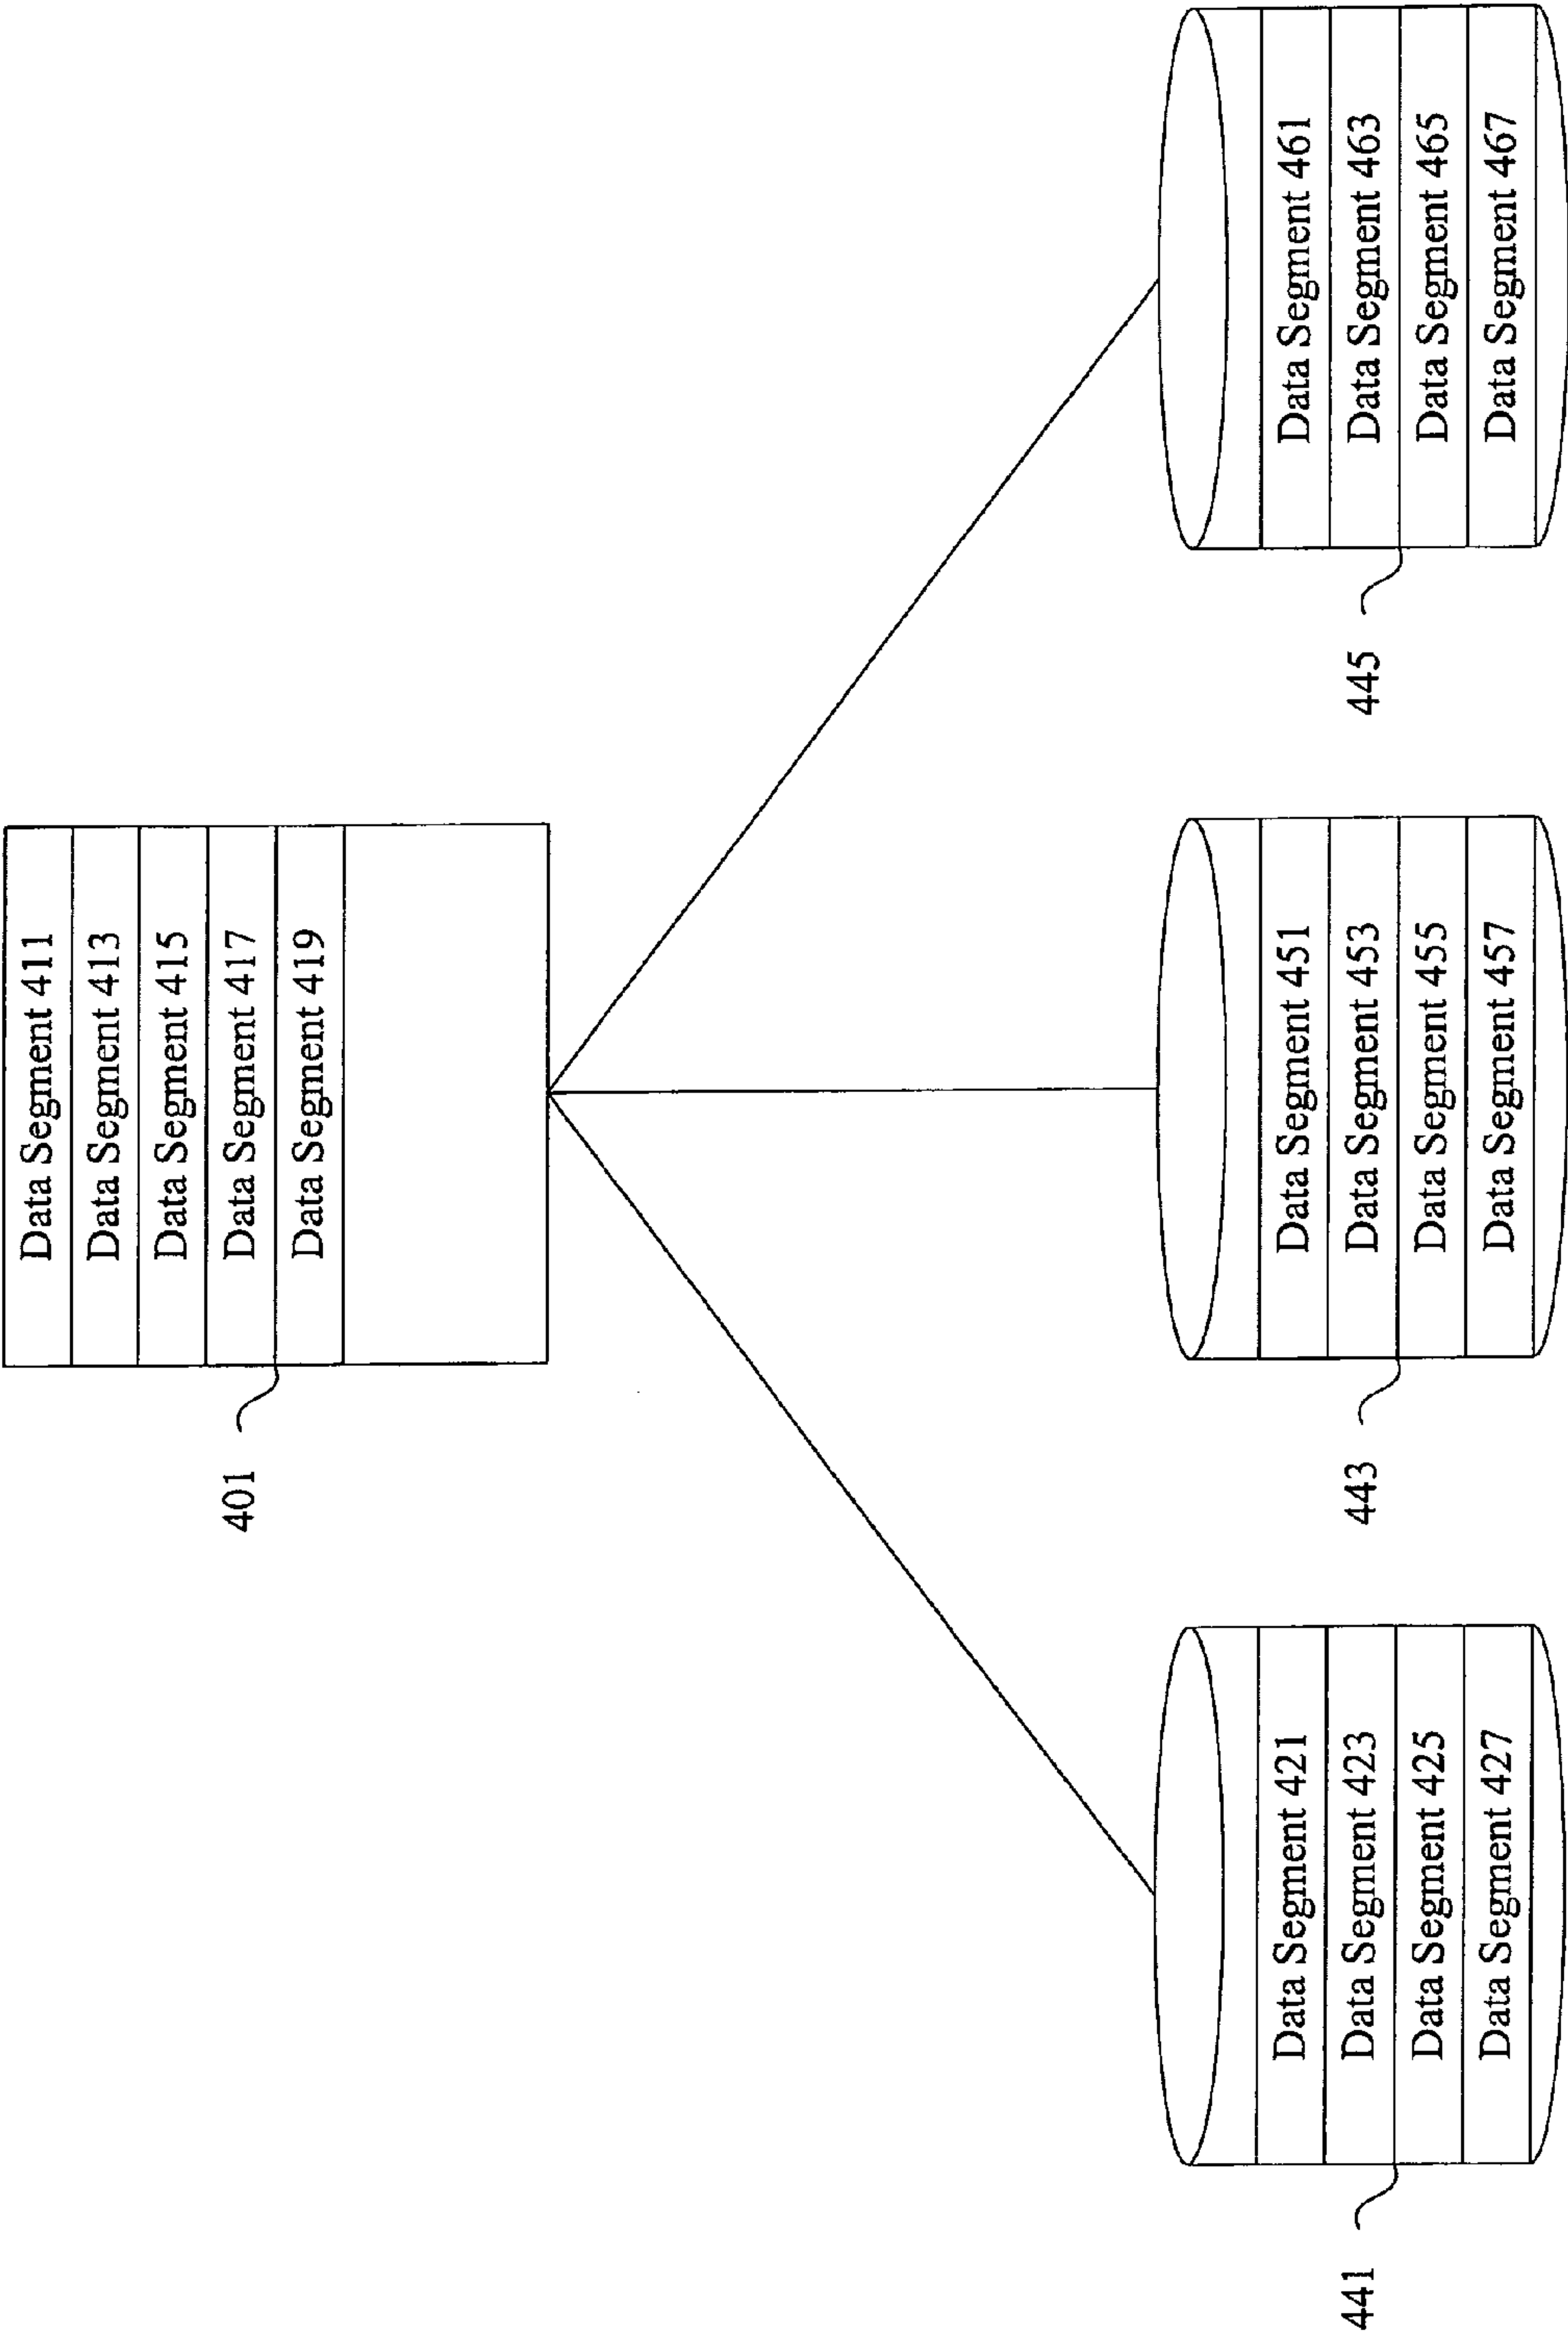 Data Segment 411
Data Segment 413
Data Segment 415
Data Segment 417
Data Segment 419
401
Data Segment 421
Data Segment 423
Data Segment 425
Data Segment 427
441
Data Segment 451
Data Segment 453
Data Segment 455
Data Segment 457
443
Data Segment 461
Data Segment 463
Data Segment 465
Data Segment 467
445